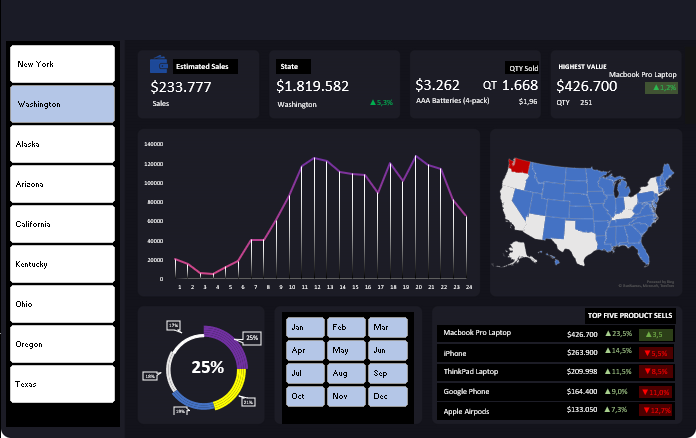 New York
Washington
Alaska
Arizona
California
Kentucky
Ohio
Oregon
Texas
Estimated Sales
$233.777
Sales
State
$1.819.582
Washington ▲5,3%
QTY Sold
$3.262 QT 1.668
AAA Batteries (4-pack) $1,96
HIGHEST VALUE
Macbook Pro Laptop
$426.700 ▲1,2%
QTY 251
140000
120000
100000
80000
60000
40000
20000
0
1 2 3 4 5 6 7 8 9 10 11 12 13 14 15 16 17 18 19 20 21 22 23 24
Powered by Bing
17%
25%
25%
18%
19%
21%
Jan Feb Mar
Apr May Jun
Jul Aug Sep
Oct Nov Dec
TOP FIVE PRODUCT SELLS
Macbook Pro Laptop $426.700 ▲23,5% ▲3,5
iPhone $263.900 ▲14,5% ▼5,5%
ThinkPad Laptop $209.998 ▲11,5% ▼8,5%
Google Phone $164.400 ▲9,0% ▼11,0%
Apple Airpods $133.050 ▲7,3% ▼12,7%